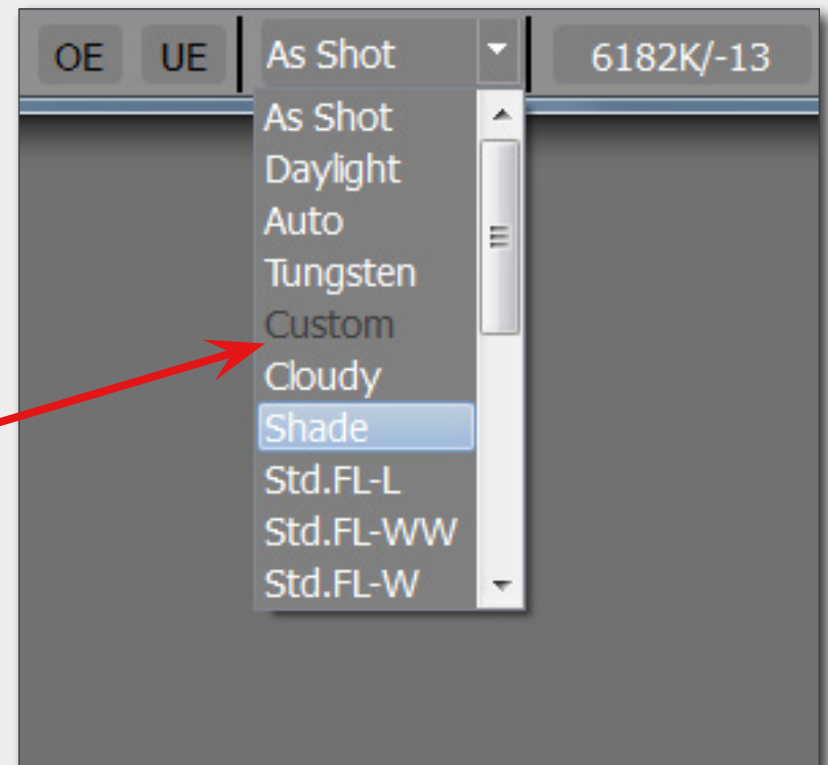 OE UE As Shot 6182K/-13
As Shot
Daylight
Auto
Tungsten
Custom
Cloudy
Shade
Std.FL-L
Std.FL-WW
Std.FL-W